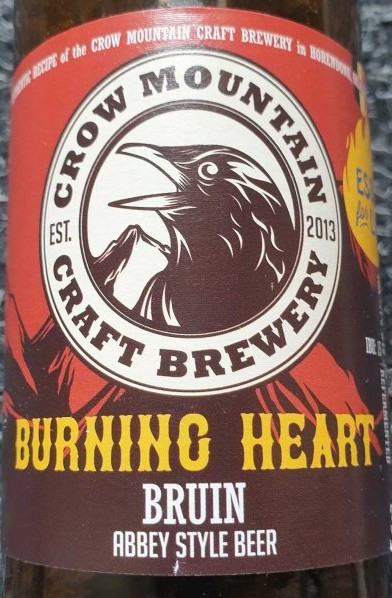 RECIPE of the CROW MOUNTAIN CRAFT BREWERY in HORENDONK,
CROW MOUNTAIN
EST. 2013
CRAFT BREWERY
BURNING HEART
BRUIN
ABBEY STYLE BEER